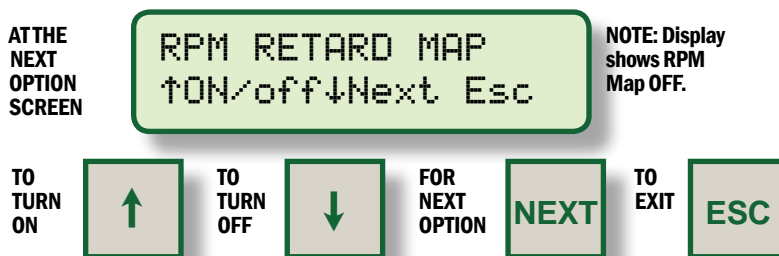 AT THE
NEXT
OPTION
SCREEN
RPM RETARD MAP
↑ON/off↓Next Esc
NOTE: Display
shows RPM
Map OFF.
TO
TURN
ON
↑
TO
TURN
OFF
↓
FOR
NEXT
OPTION
NEXT
TO
EXIT
ESC